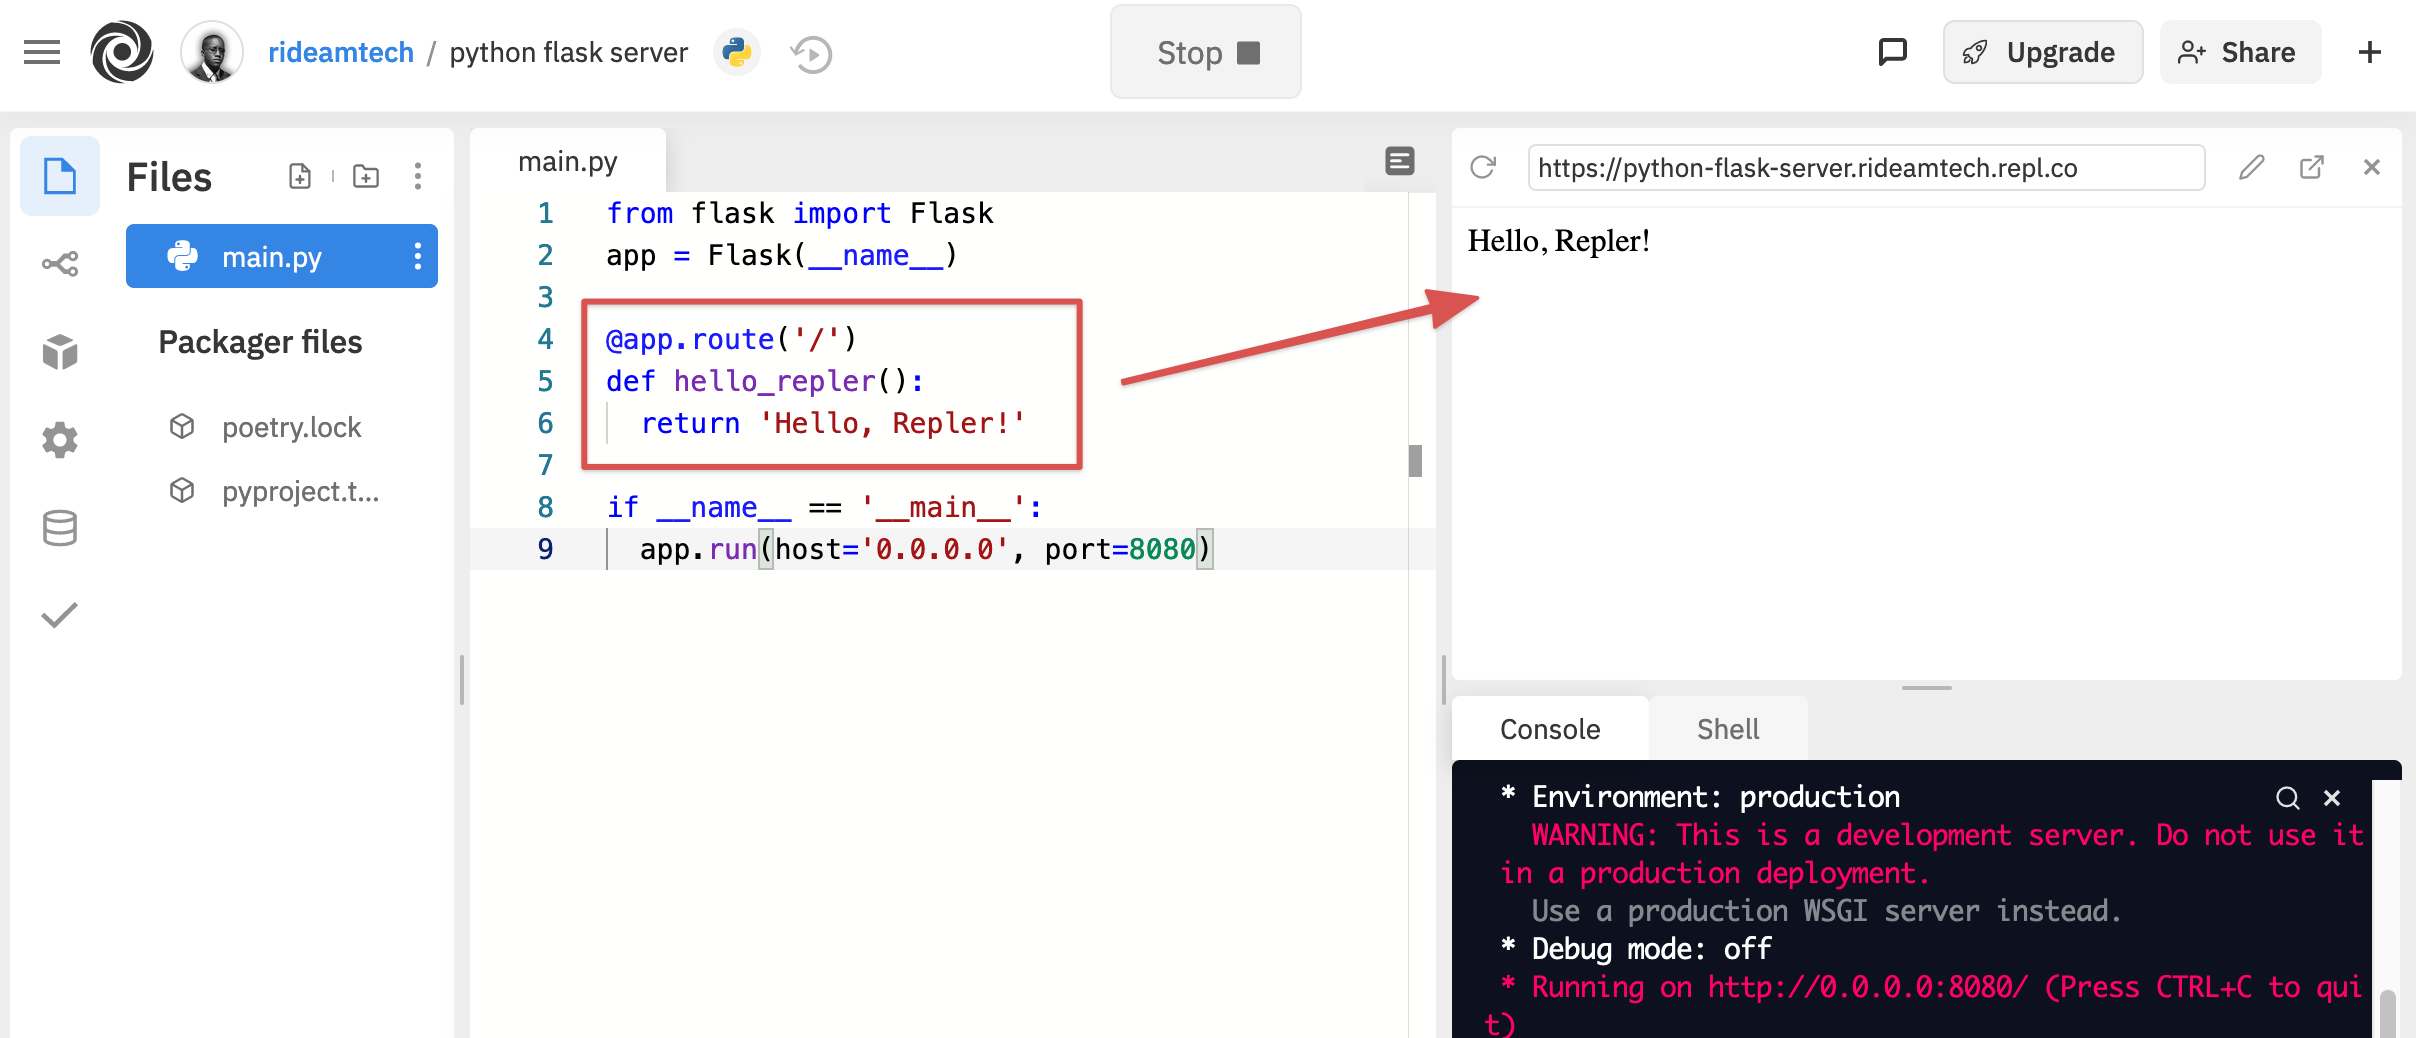 rideamtech / python flask server
Stop
Upgrade
Share
Files
main.py
Packager files
poetry.lock
pyproject.t...
main.py
1 from flask import Flask
2 app = Flask(__name__)
3
4 @app.route('/')
5 def hello_repler():
6   return 'Hello, Repler!'
7
8 if __name__ == '__main__':
9   app.run(host='0.0.0.0', port=8080)
https://python-flask-server.rideamtech.repl.co
Hello, Repler!
Console
Shell
* Environment: production
WARNING: This is a development server. Do not use it
in a production deployment.
Use a production WSGI server instead.
* Debug mode: off
* Running on http://0.0.0.0:8080/ (Press CTRL+C to qui
t)